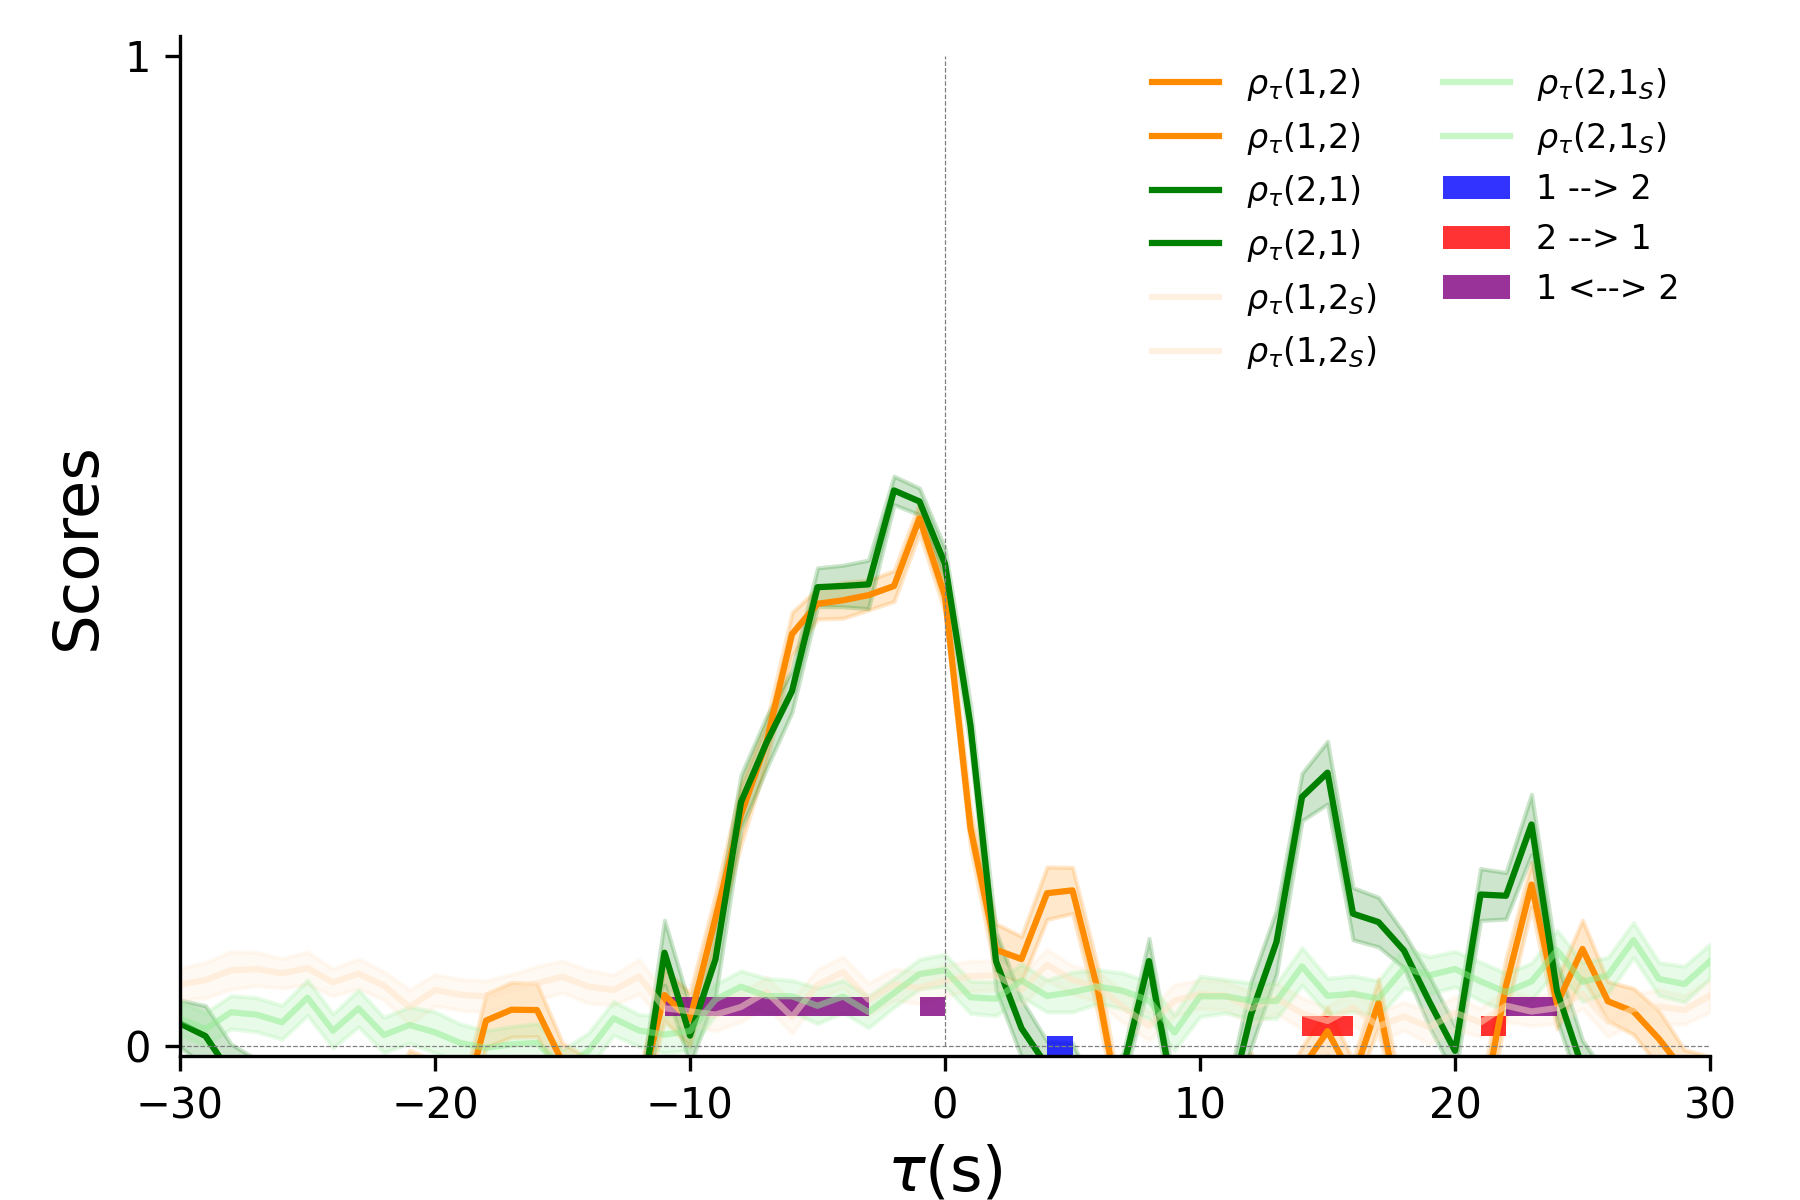 1
ρτ(1,2)
ρτ(1,2)
ρτ(2,1)
ρτ(2,1)
ρτ(1,2S)
ρτ(1,2S)
ρτ(2,1S)
ρτ(2,1S)
1 --> 2
2 --> 1
1 <--> 2
Scores
0
−30 −20 −10 0 10 20 30
τ(s)